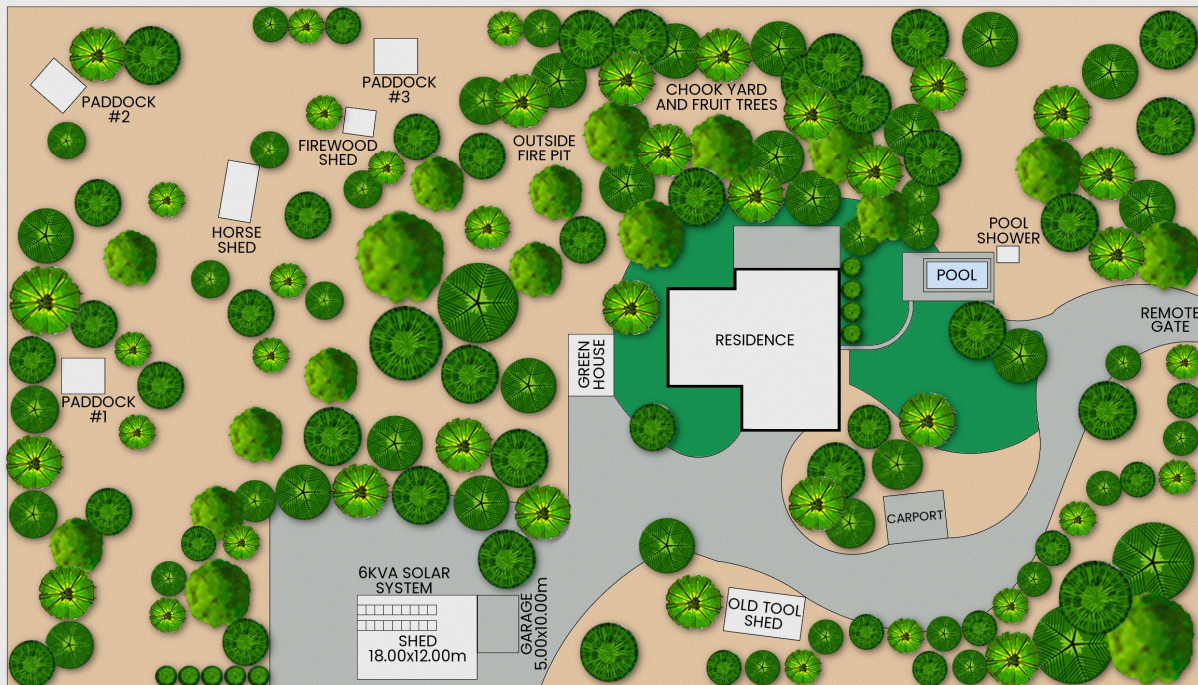 PADDOCK
#2
PADDOCK
#3
CHOOK YARD
AND FRUIT TREES
FIREWOOD
SHED
OUTSIDE
FIRE PIT
HORSE
SHED
POOL
SHOWER
POOL
REMOTE
GATE
RESIDENCE
GREEN
HOUSE
PADDOCK
#1
CARPORT
6KVA SOLAR
SYSTEM
SHED
18.00x12.00m
GARAGE
5.00x10.00m
OLD TOOL
SHED